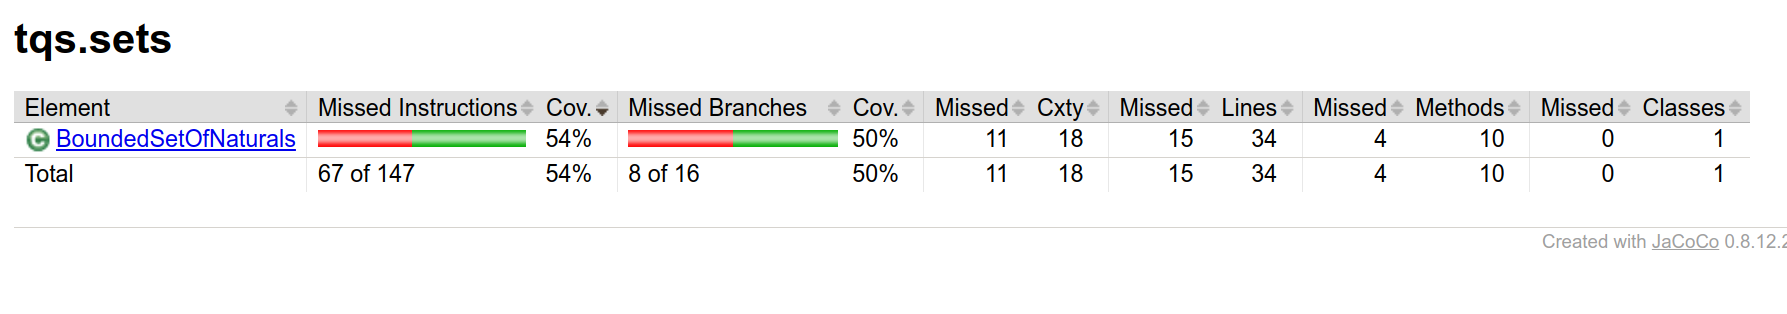 tqs.sets
Element Missed Instructions Cov. Missed Branches Cov. Missed Cxty Missed Lines Missed Methods Missed Classes
C BoundedSetOfNaturals 54% 50% 11 18 15 34 4 10 0 1
Total 67 of 147 54% 8 of 16 50% 11 18 15 34 4 10 0 1
Created with JaCoCo 0.8.12.2